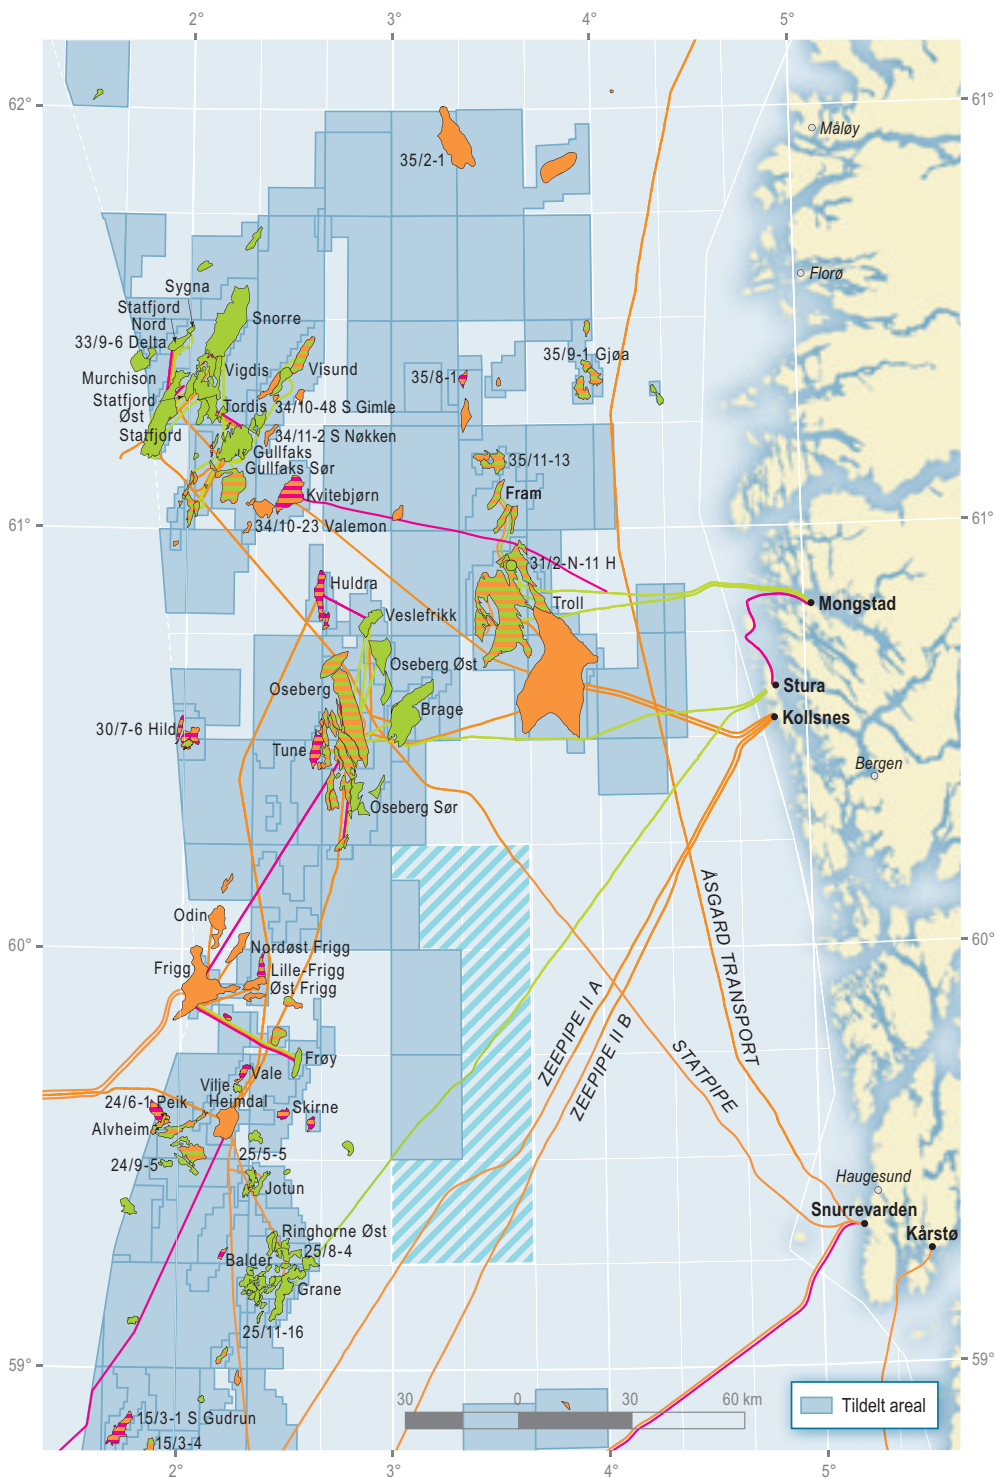 2°
3°
4°
5°
62°
61°
Måløy
35/2-1
Florø
Sygna
Statfjord
Nord
Snorre
33/9-6 Delta
35/9-1 Gjøa
Vigdis
Visund
35/8-1
Murchison
Statfjord
Øst
Tordis
34/10-48 S Gimle
Statfjord
34/11-2 S Nøkken
Gullfaks
Gullfaks Sør
35/11-13
Kvitebjørn
Fram
61°
34/10-23 Valemon
61°
31/2-N-11 H
Huldra
Troll
Mongstad
Veslefrikk
Oseberg Øst
Oseberg
Stura
Brage
Kollsnes
30/7-6 Hild
Tune
Bergen
Oseberg Sør
ÅSGARD TRANSPORT
Odin
60°
Nordøst Frigg
60°
Frigg
Lille-Frigg
Øst Frigg
ZEEPIPE II A
ZEEPIPE II B
STATPIPE
Frøy
Vale
Vilje
Heimdal
24/6-1 Peik
Skirne
Alvheim
25/5-5
24/9-5
Jotun
Haugesund
Snurrevarden
Ringhorne Øst
Kårstø
25/8-4
Balder
Grane
25/11-16
59°
59°
30
0
30
60 km
Tildelt areal
15/3-1 S Gudrun
15/3-4
2°
3°
4°
5°